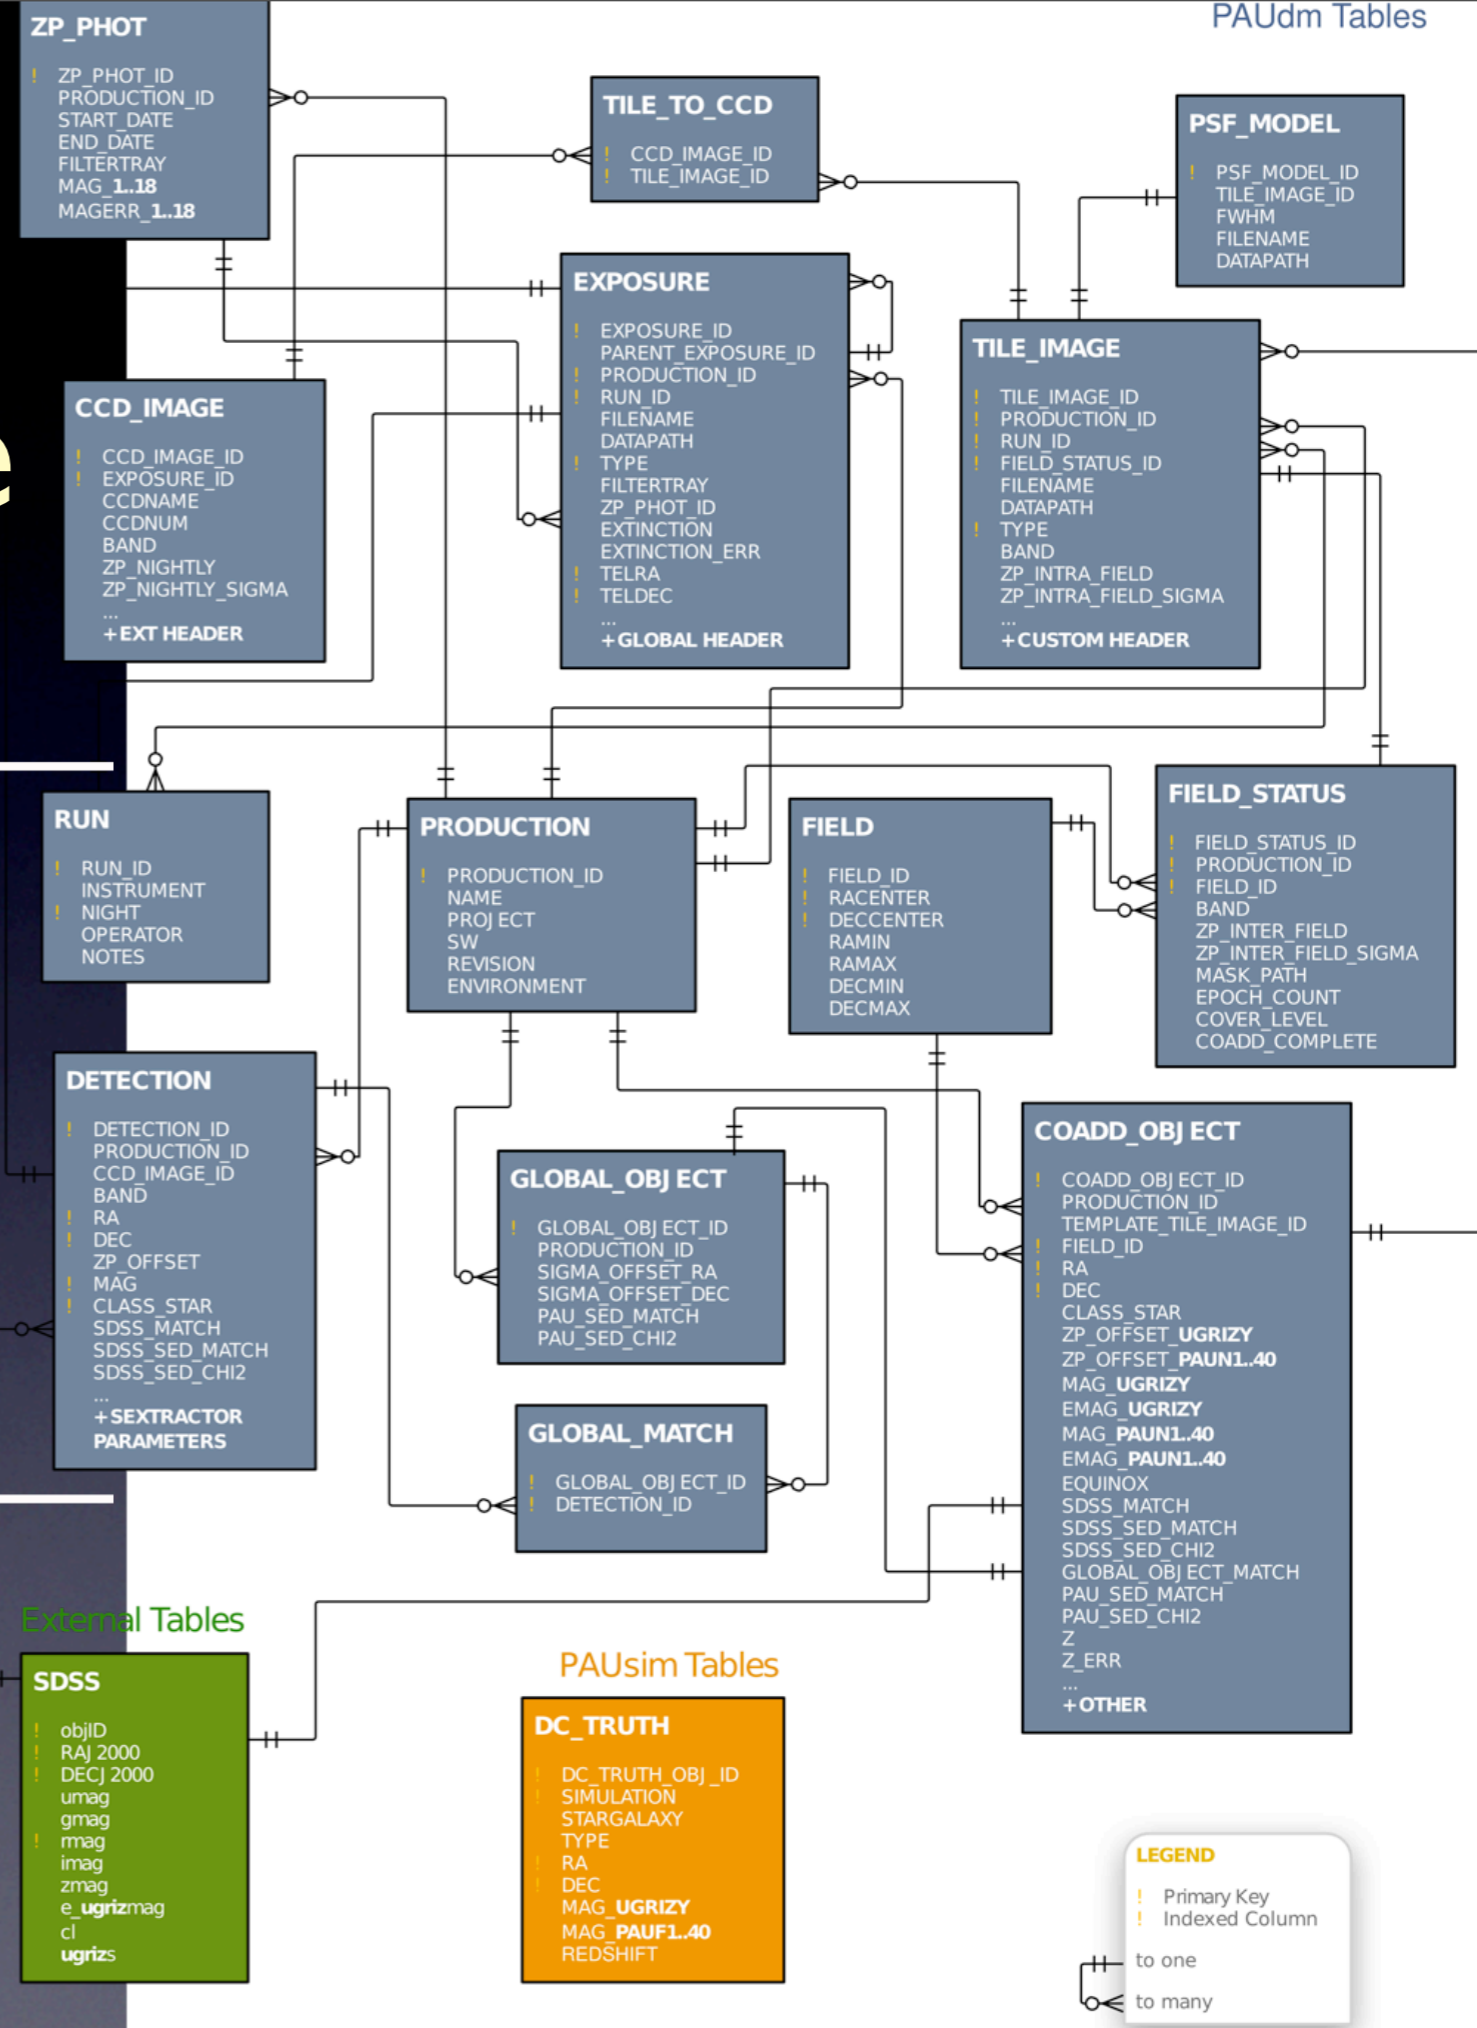 PAUdm Tables
ZP_PHOT
! ZP_PHOT_ID
PRODUCTION_ID
START_DATE
END_DATE
FILTERTRAY
MAG_1..18
MAGERR_1..18
TILE_TO_CCD
! CCD_IMAGE_ID
! TILE_IMAGE_ID
PSF_MODEL
! PSF_MODEL_ID
TILE_IMAGE_ID
FWHM
FILENAME
DATAPATH
EXPOSURE
! EXPOSURE_ID
PARENT_EXPOSURE_ID
! PRODUCTION_ID
! RUN_ID
FILENAME
DATAPATH
! TYPE
FILTERTRAY
ZP_PHOT_ID
EXTINCTION
EXTINCTION_ERR
! TELRA
! TELDEC
...
+GLOBAL HEADER
TILE_IMAGE
! TILE_IMAGE_ID
! PRODUCTION_ID
! RUN_ID
! FIELD_STATUS_ID
FILENAME
DATAPATH
! TYPE
BAND
ZP_INTRA_FIELD
ZP_INTRA_FIELD_SIGMA
...
+CUSTOM HEADER
CCD_IMAGE
! CCD_IMAGE_ID
! EXPOSURE_ID
CCDNAME
CCDNUM
BAND
ZP_NIGHTLY
ZP_NIGHTLY_SIGMA
...
+EXT HEADER
e
RUN
! RUN_ID
INSTRUMENT
! NIGHT
OPERATOR
NOTES
PRODUCTION
! PRODUCTION_ID
NAME
PROJECT
SW
REVISION
ENVIRONMENT
FIELD
! FIELD_ID
! RACENTER
! DECCENTER
RAMIN
RAMAX
DECMIN
DECMAX
FIELD_STATUS
! FIELD_STATUS_ID
! PRODUCTION_ID
! FIELD_ID
BAND
ZP_INTER_FIELD
ZP_INTER_FIELD_SIGMA
MASK_PATH
EPOCH_COUNT
COVER_LEVEL
COADD_COMPLETE
DETECTION
! DETECTION_ID
PRODUCTION_ID
CCD_IMAGE_ID
BAND
! RA
! DEC
ZP_OFFSET
! MAG
! CLASS_STAR
SDSS_MATCH
SDSS_SED_MATCH
SDSS_SED_CHI2
...
+SEXTRACTOR
PARAMETERS
GLOBAL_OBJECT
! GLOBAL_OBJECT_ID
PRODUCTION_ID
SIGMA_OFFSET_RA
SIGMA_OFFSET_DEC
PAU_SED_MATCH
PAU_SED_CHI2
GLOBAL_MATCH
! GLOBAL_OBJECT_ID
! DETECTION_ID
COADD_OBJECT
! COADD_OBJECT_ID
PRODUCTION_ID
TEMPLATE_TILE_IMAGE_ID
! FIELD_ID
! RA
! DEC
CLASS_STAR
ZP_OFFSET_UGRIZY
ZP_OFFSET_PAUN1..40
MAG_UGRIZY
EMAG_UGRIZY
MAG_PAUN1..40
EMAG_PAUN1..40
EQUINOX
SDSS_MATCH
SDSS_SED_MATCH
SDSS_SED_CHI2
GLOBAL_OBJECT_MATCH
PAU_SED_MATCH
PAU_SED_CHI2
Z
Z_ERR
...
+OTHER
External Tables
SDSS
! objID
! RAJ2000
! DECJ2000
umag
gmag
! rmag
imag
zmag
e_ugrizmag
cl
ugrizs
PAUsim Tables
DC_TRUTH
! DC_TRUTH_OBJ_ID
! SIMULATION
STARGALAXY
TYPE
! RA
! DEC
MAG_UGRIZY
MAG_PAUF1..40
REDSHIFT
LEGEND
! Primary Key
! Indexed Column
to one
to many